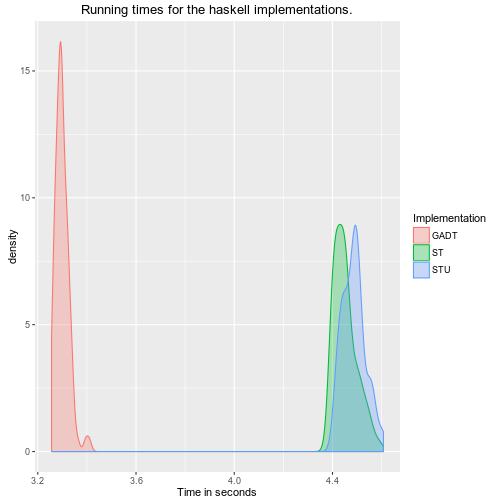 Running times for the haskell implementations.
15
10
5
0
density
3.2
3.6
4.0
4.4
Time in seconds
Implementation
GADT
ST
STU